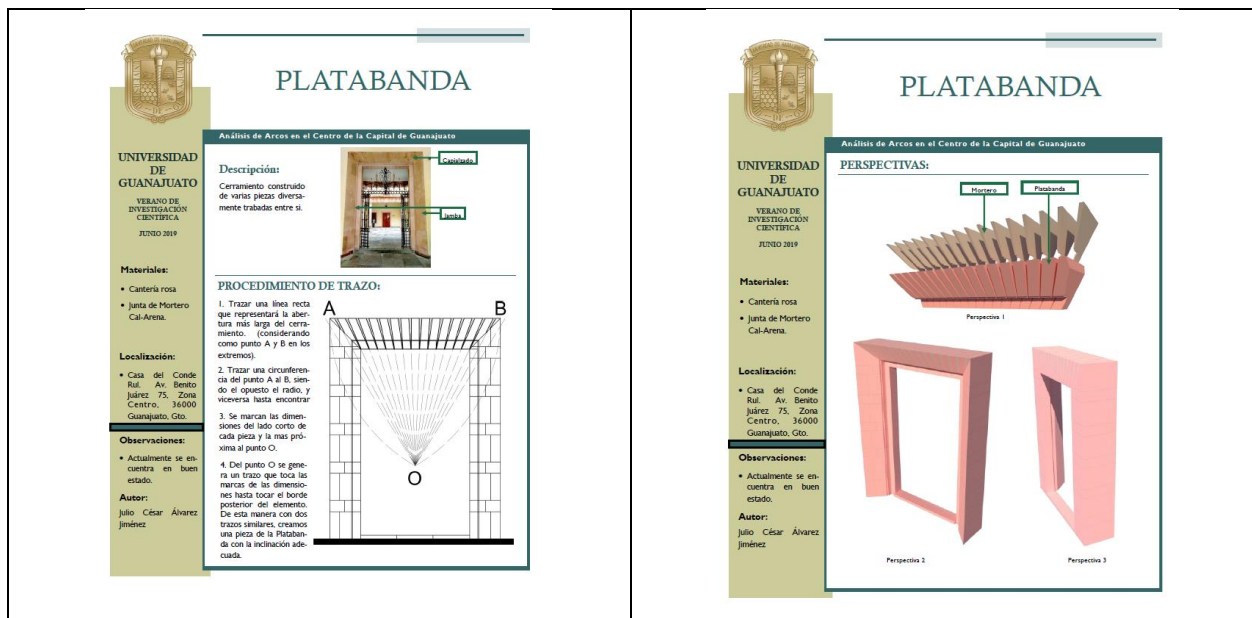 PLATABANDA
Análisis de Arcos en el Centro de la Capital de Guanajuato
UNIVERSIDAD
DE
GUANAJUATO
VERANO DE
INVESTIGACIÓN
CIENTÍFICA
JUNIO 2019
Materiales:
• Cantería rosa
• Junta de Mortero
Cal-Arena.
Localización:
• Casa del Conde
Rul. Av. Benito
Juárez 75, Zona
Centro, 36000
Guanajuato, Gto.
Observaciones:
• Actualmente se en-
cuentra en buen
estado.
Autor:
Julio César Álvarez
Jiménez
Descripción:
Cerramiento construido
de varias piezas diversa-
mente trabadas entre si.
Capialzado
Jamba
PROCEDIMIENTO DE TRAZO:
1. Trazar una línea recta
que representará la aber-
tura más larga del cerra-
miento. (considerando
como punto A y B en los
extremos).
2. Trazar una circunferen-
cia del punto A al B, sien-
do el opuesto el radio, y
viceversa hasta encontrar
3. Se marcan las dimen-
siones del lado corto de
cada pieza y la mas pró-
xima al punto O.
4. Del punto O se gene-
ra un trazo que toca las
marcas de las dimensio-
nes hasta tocar el borde
posterior del elemento.
De esta manera con dos
trazos similares, creamos
una pieza de la Plataban-
da con la inclinación ade-
cuada.
A
B
O
PLATABANDA
Análisis de Arcos en el Centro de la Capital de Guanajuato
UNIVERSIDAD
DE
GUANAJUATO
VERANO DE
INVESTIGACIÓN
CIENTÍFICA
JUNIO 2019
Materiales:
• Cantería rosa
• Junta de Mortero
Cal-Arena.
Localización:
• Casa del Conde
Rul. Av. Benito
Juárez 75, Zona
Centro, 36000
Guanajuato, Gto.
Observaciones:
• Actualmente se en-
cuentra en buen
estado.
Autor:
Julio César Álvarez
Jiménez
PERSPECTIVAS:
Mortero
Platabanda
Perspectiva 1
Perspectiva 2
Perspectiva 3